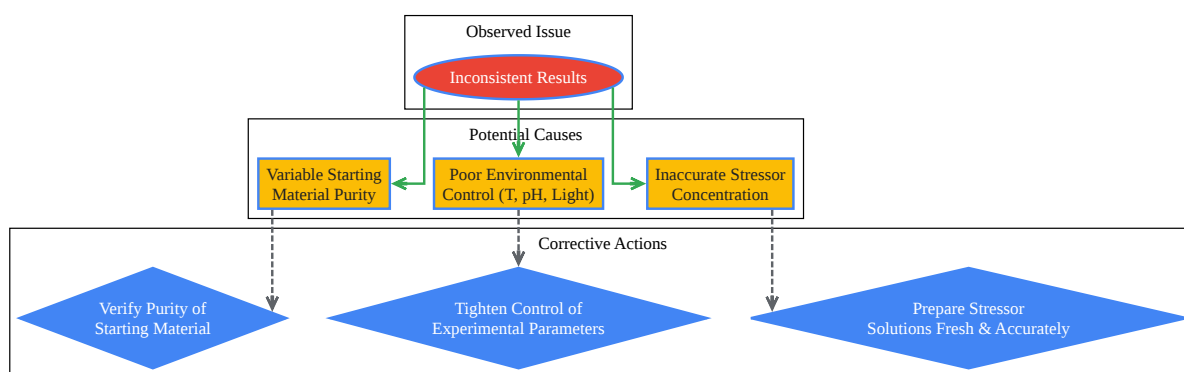 Observed Issue
Inconsistent Results
Potential Causes
Variable Starting
Material Purity
Poor Environmental
Control (T, pH, Light)
Inaccurate Stressor
Concentration
Corrective Actions
Verify Purity of
Starting Material
Tighten Control of
Experimental Parameters
Prepare Stressor
Solutions Fresh & Accurately